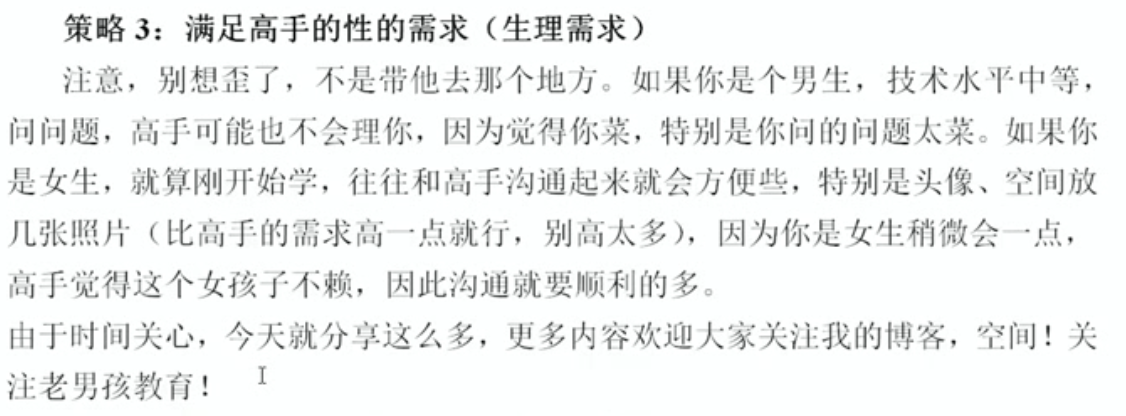 策略 3：满足高手的性的需求（生理需求）
注意，别想歪了，不是带他去那个地方。如果你是个男生，技术水平中等，
问问题，高手可能也不会理你，因为觉得你菜，特别是你问的问题太菜。如果你
是女生，就算刚开始学，往往和高手沟通起来就会方便些，特别是头像、空间放
几张照片（比高手的需求高一点就行，别高太多），因为你是女生稍微会一点，
高手觉得这个女孩子不赖，因此沟通就要顺利的多。
由于时间关心，今天就分享这么多，更多内容欢迎大家关注我的博客，空间！关
注老男孩教育！